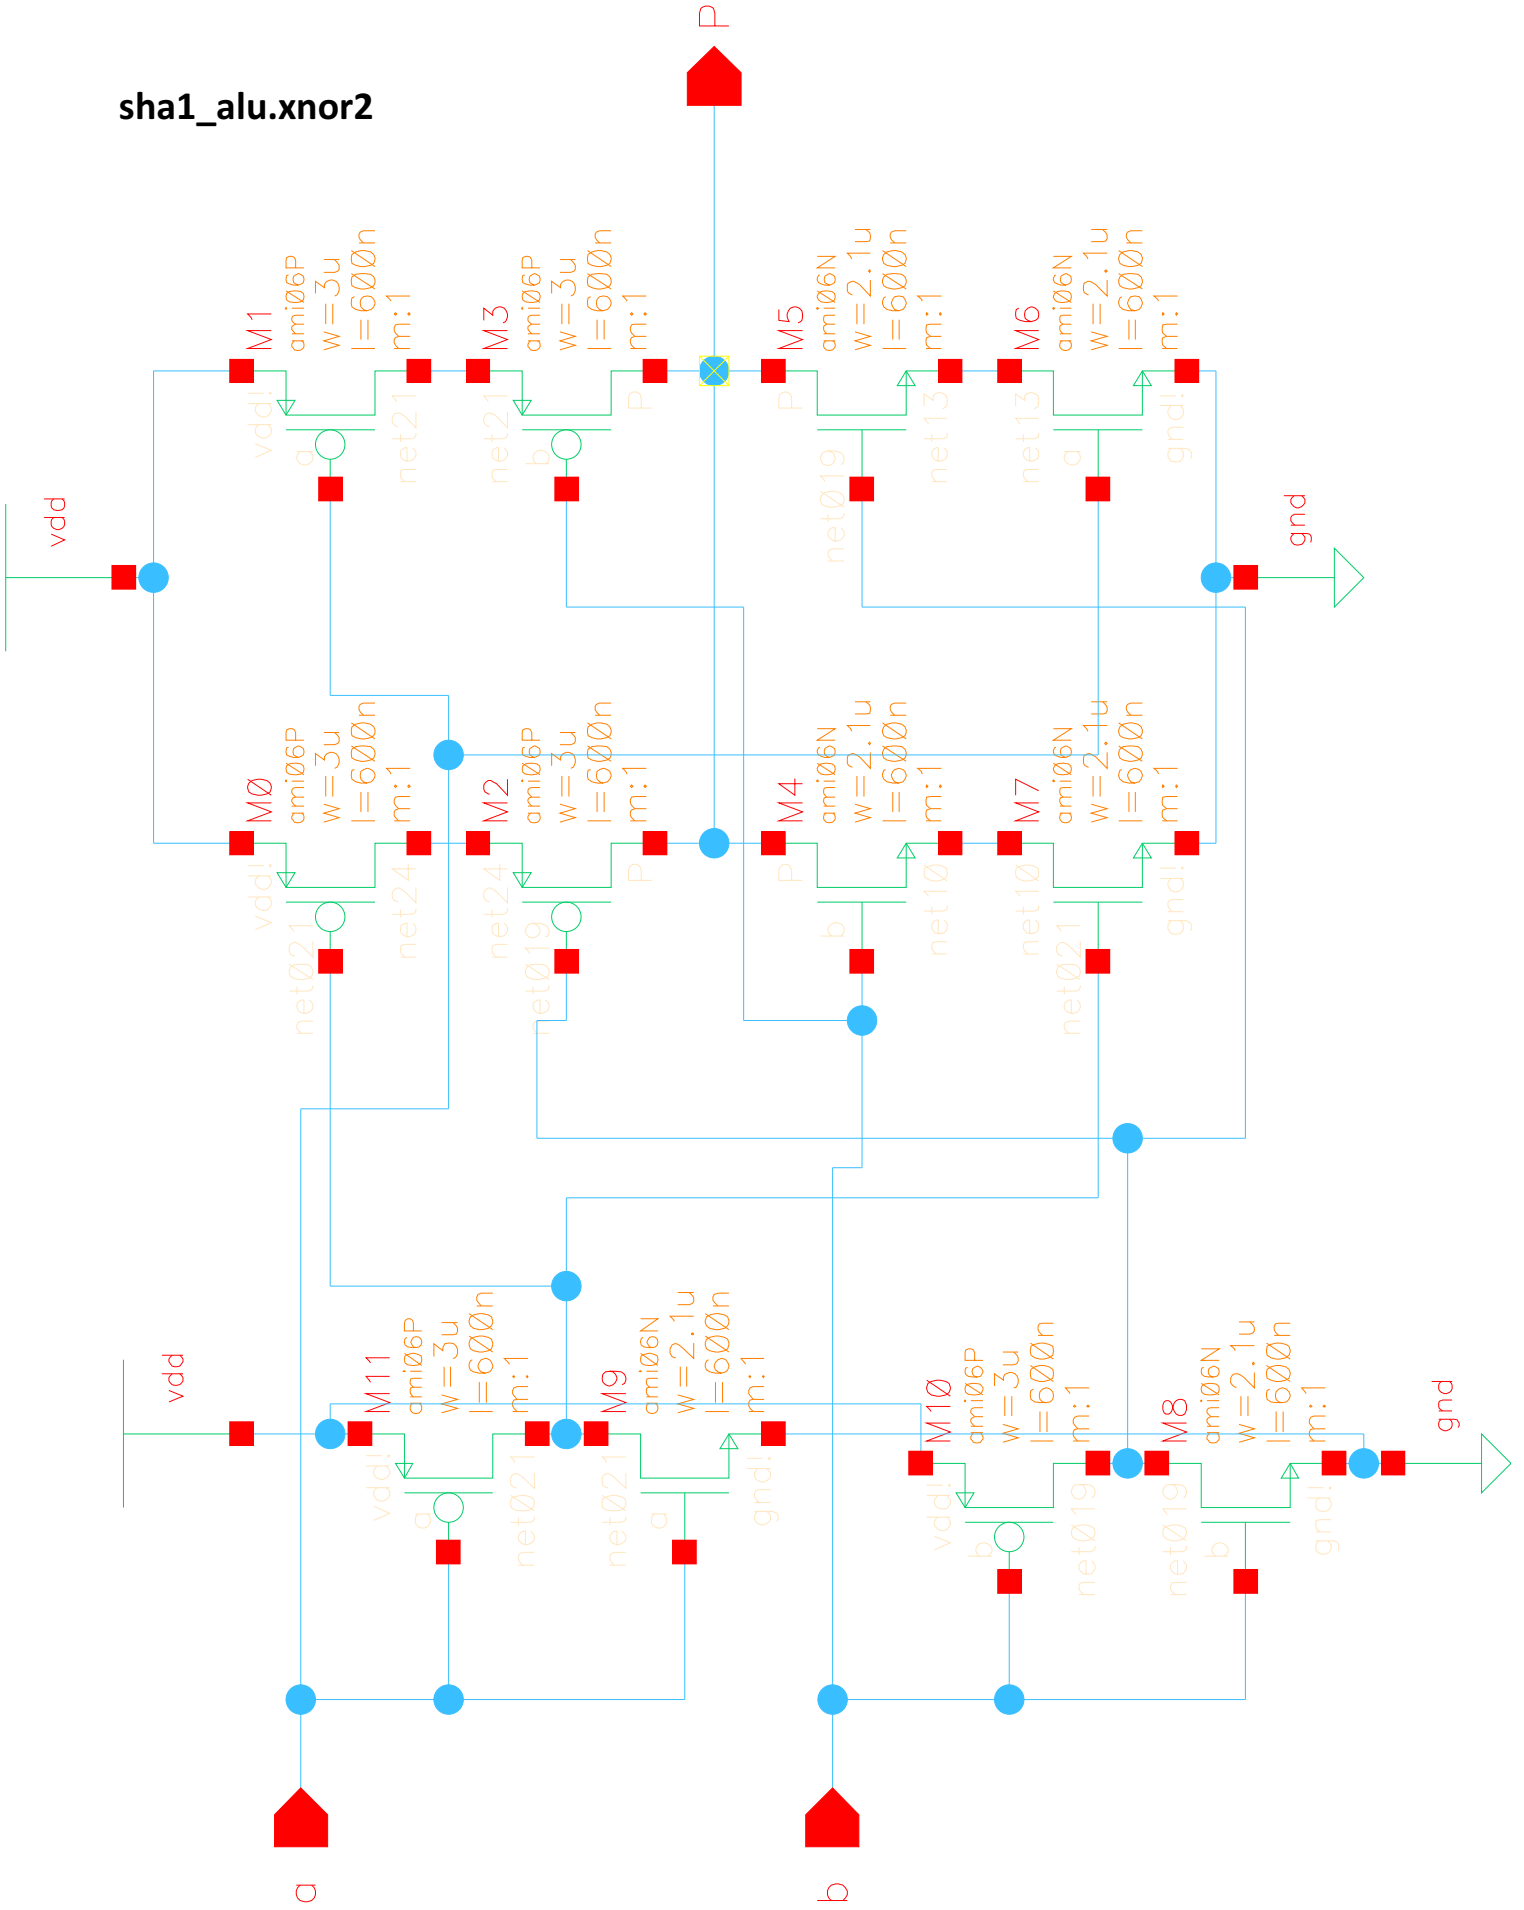 sha1_alu.xnor2
P
vdd
M1
ami06P
w=3u
l=600n
m:1
vdd!
a
net21
M3
ami06P
w=3u
l=600n
m:1
net21
b
P
M5
ami06N
w=2.1u
l=600n
m:1
P
net019
net13
M6
ami06N
w=2.1u
l=600n
m:1
net13
a
gnd!
gnd
M0
ami06P
w=3u
l=600n
m:1
vdd!
net021
net24
M2
ami06P
w=3u
l=600n
m:1
net24
net019
P
M4
ami06N
w=2.1u
l=600n
m:1
P
b
net10
M7
ami06N
w=2.1u
l=600n
m:1
net10
net021
gnd!
vdd
M11
ami06P
w=3u
l=600n
m:1
vdd!
a
net021
M9
ami06N
w=2.1u
l=600n
m:1
net021
a
gnd!
M10
ami06P
w=3u
l=600n
m:1
vdd!
b
net019
M8
ami06N
w=2.1u
l=600n
m:1
net019
b
gnd!
gnd
a
b